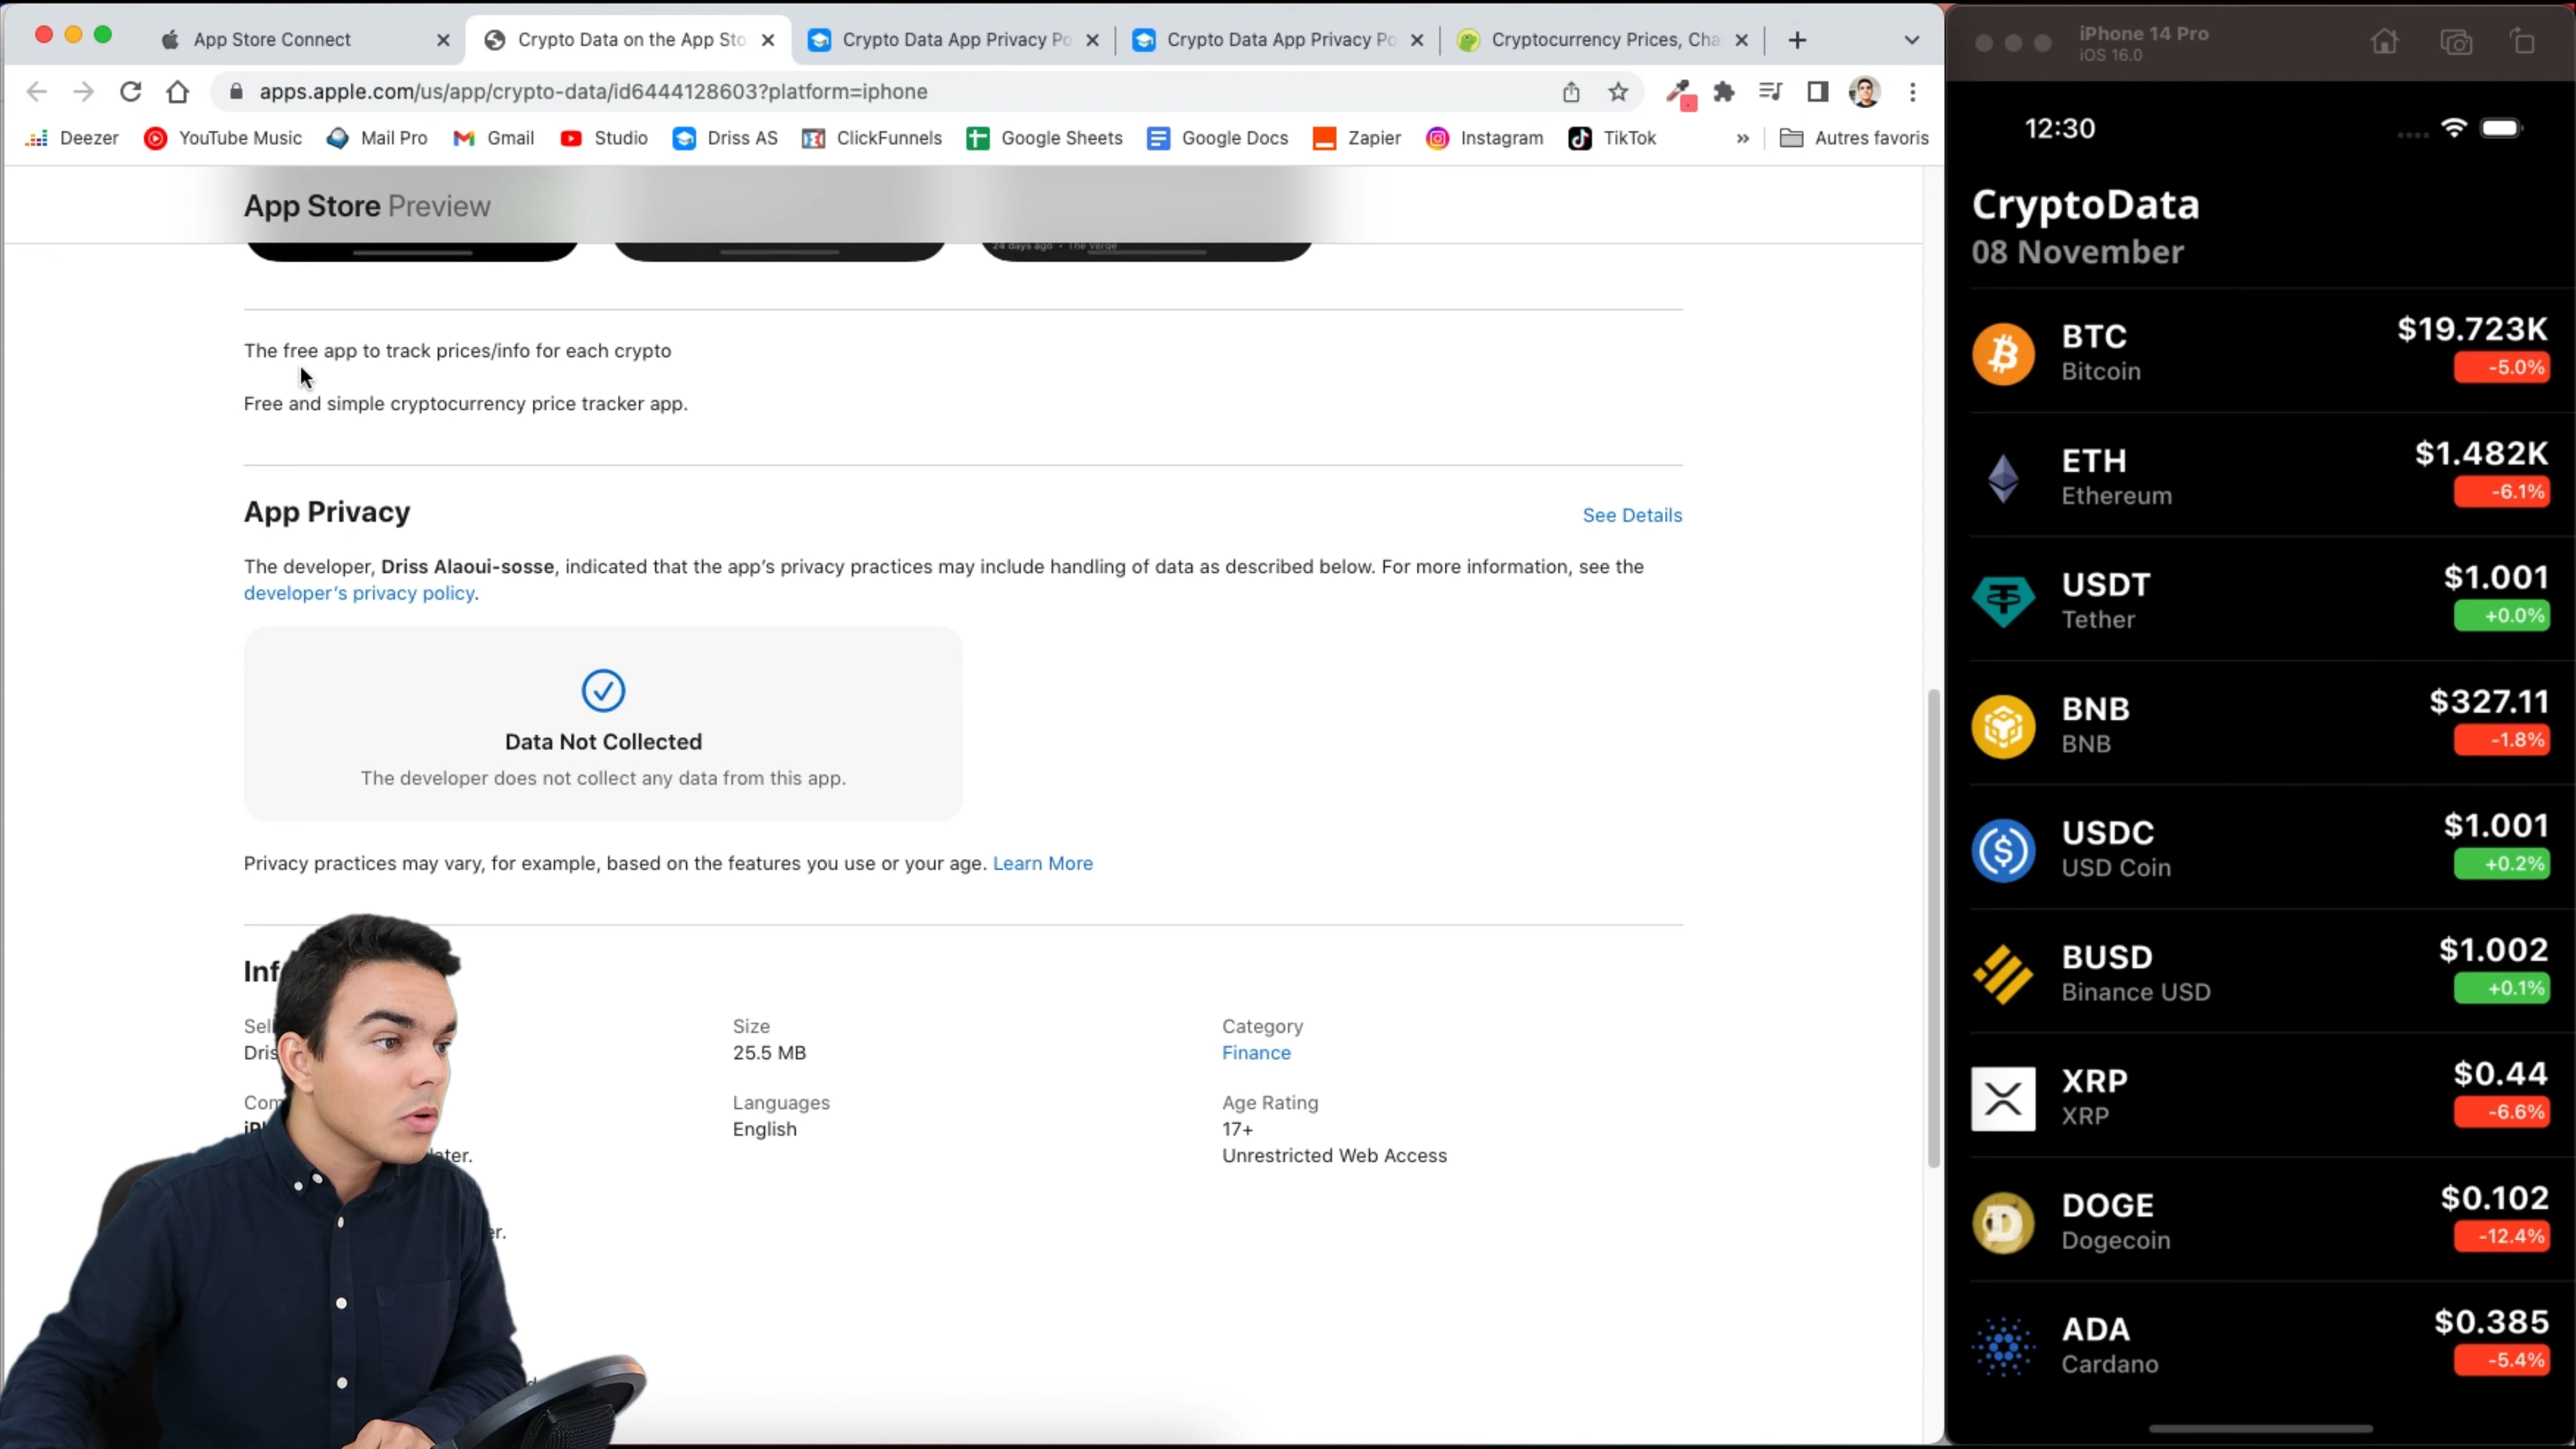 App Store Connect
Crypto Data on the App Sto
Crypto Data App Privacy Po
Crypto Data App Privacy Po
Cryptocurrency Prices, Cha
apps.apple.com/us/app/crypto-data/id6444128603?platform=iphone
Deezer
YouTube Music
Mail Pro
Gmail
Studio
Driss AS
ClickFunnels
Google Sheets
Google Docs
Zapier
Instagram
TikTok
»
Autres favoris
App Store Preview
24 days ago • The Verge
The free app to track prices/info for each crypto
Free and simple cryptocurrency price tracker app.
App Privacy
See Details
The developer, Driss Alaoui-sosse, indicated that the app's privacy practices may include handling of data as described below. For more information, see the
developer's privacy policy.
Data Not Collected
The developer does not collect any data from this app.
Privacy practices may vary, for example, based on the features you use or your age. Learn More
Inf
Sel
Dris
Size
25.5 MB
Category
Finance
Com
later.
Languages
English
Age Rating
17+
Unrestricted Web Access
er.
iPhone 14 Pro
iOS 16.0
12:30
CryptoData
08 November
BTC
Bitcoin
$19.723K
-5.0%
ETH
Ethereum
$1.482K
-6.1%
USDT
Tether
$1.001
+0.0%
BNB
BNB
$327.11
-1.8%
USDC
USD Coin
$1.001
+0.2%
BUSD
Binance USD
$1.002
+0.1%
XRP
XRP
$0.44
-6.6%
DOGE
Dogecoin
$0.102
-12.4%
ADA
Cardano
$0.385
-5.4%